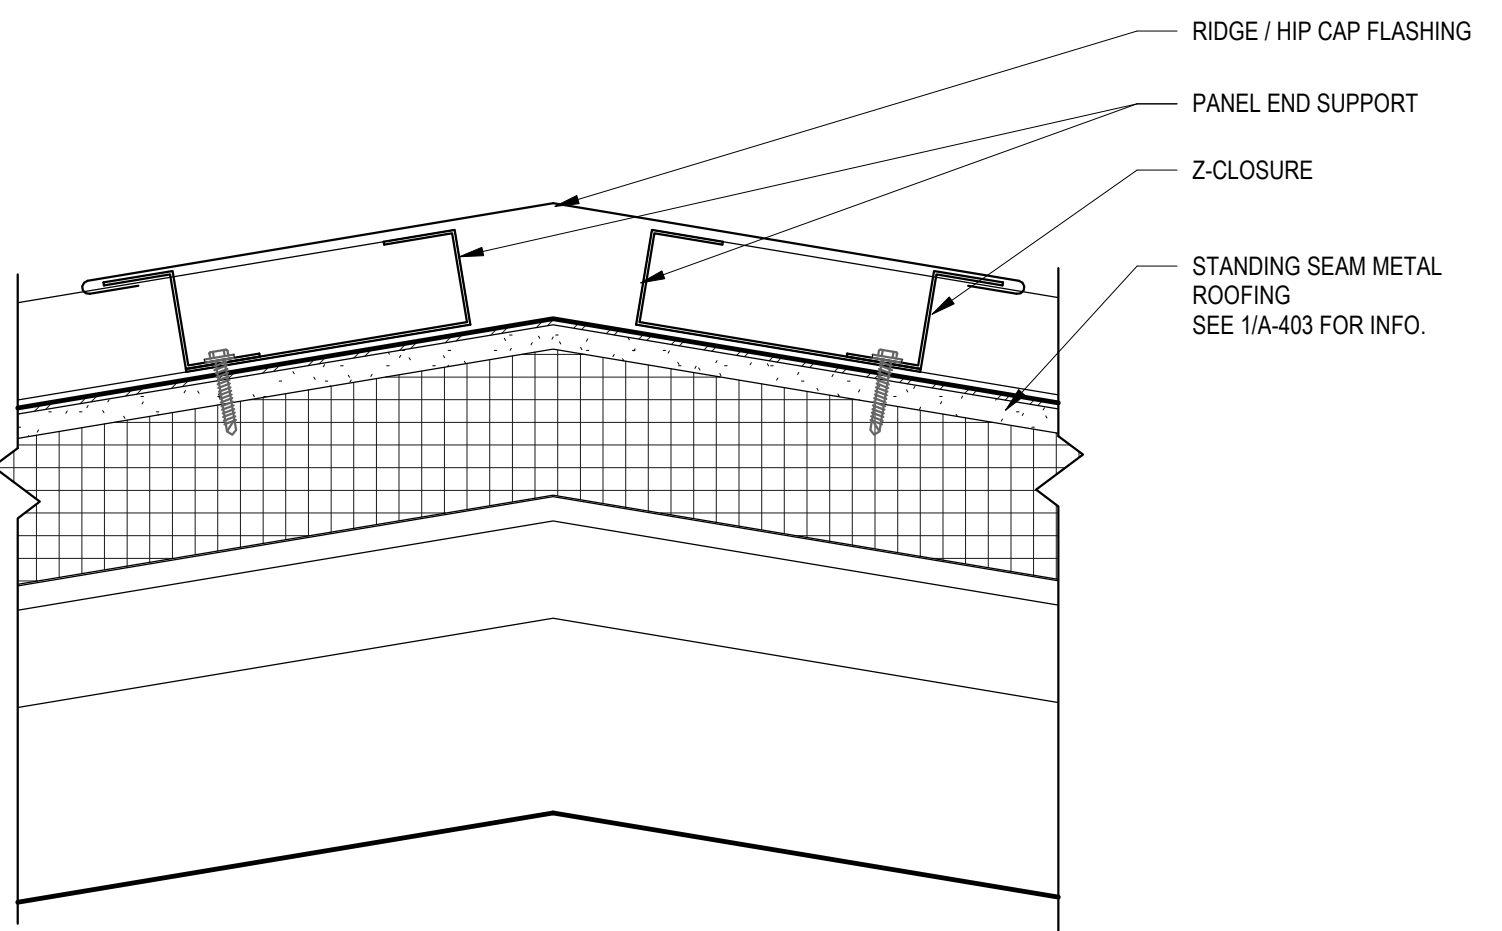 RIDGE / HIP CAP FLASHING
PANEL END SUPPORT
Z-CLOSURE
STANDING SEAM METAL
ROOFING
SEE 1/A-403 FOR INFO.